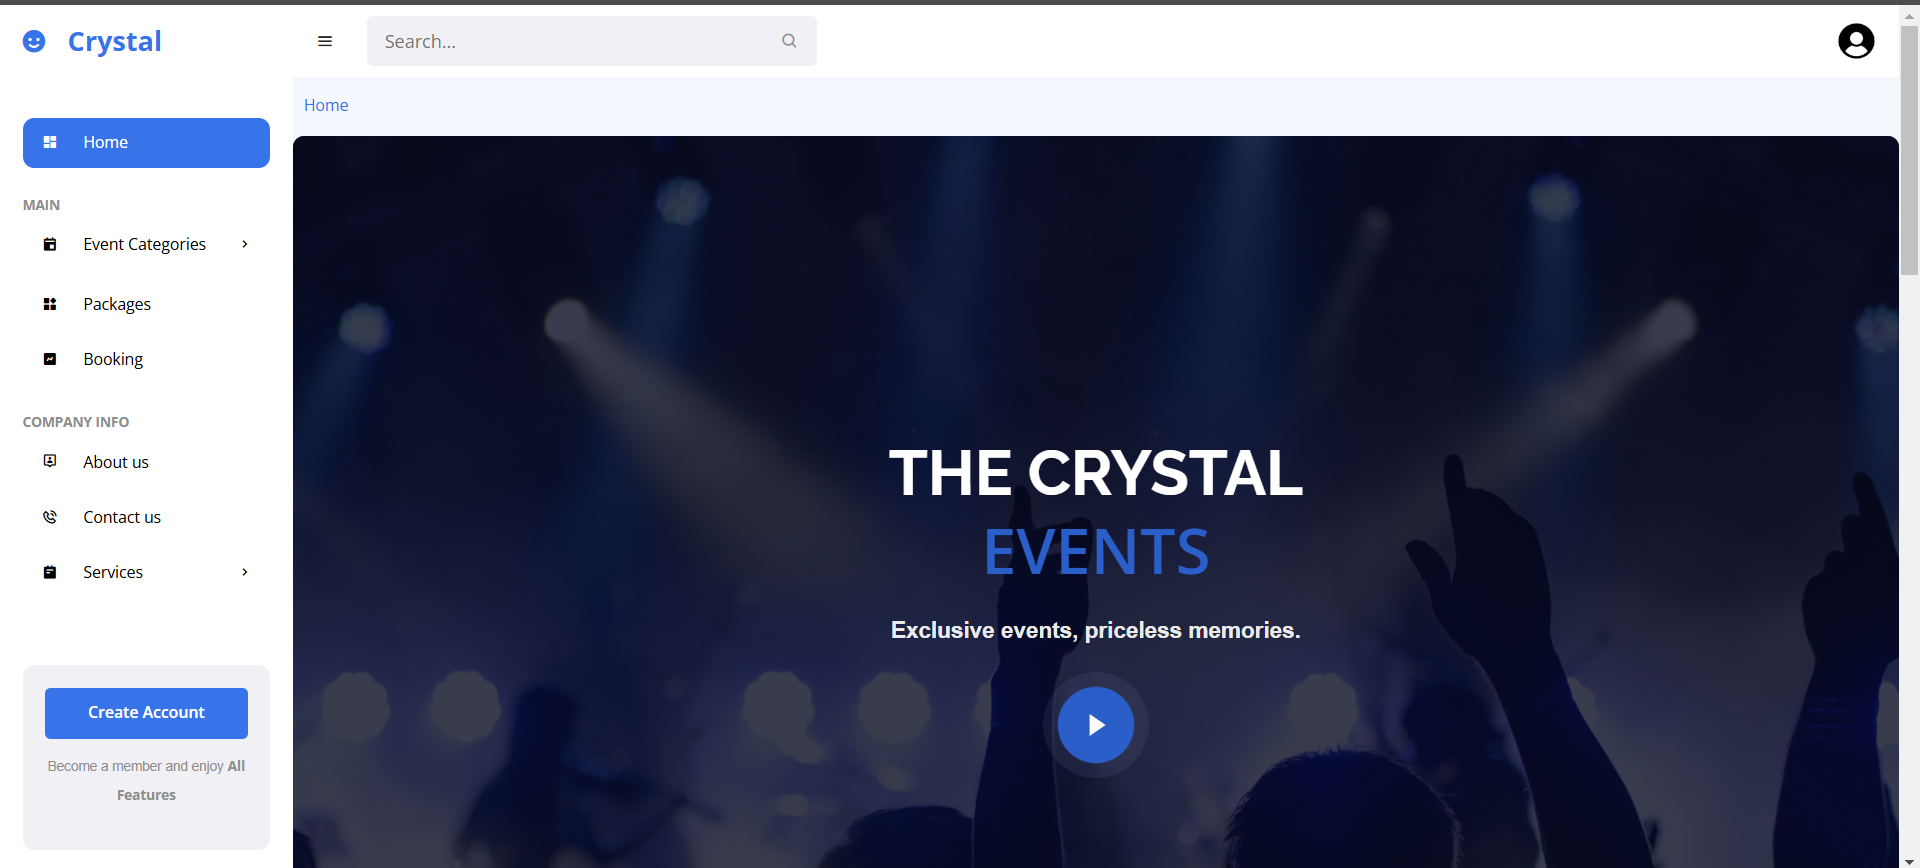 Crystal
Search...
Home
Home
MAIN
Event Categories
Packages
Booking
COMPANY INFO
About us
Contact us
Services
Create Account
Become a member and enjoy All
Features
THE CRYSTAL
EVENTS
Exclusive events, priceless memories.